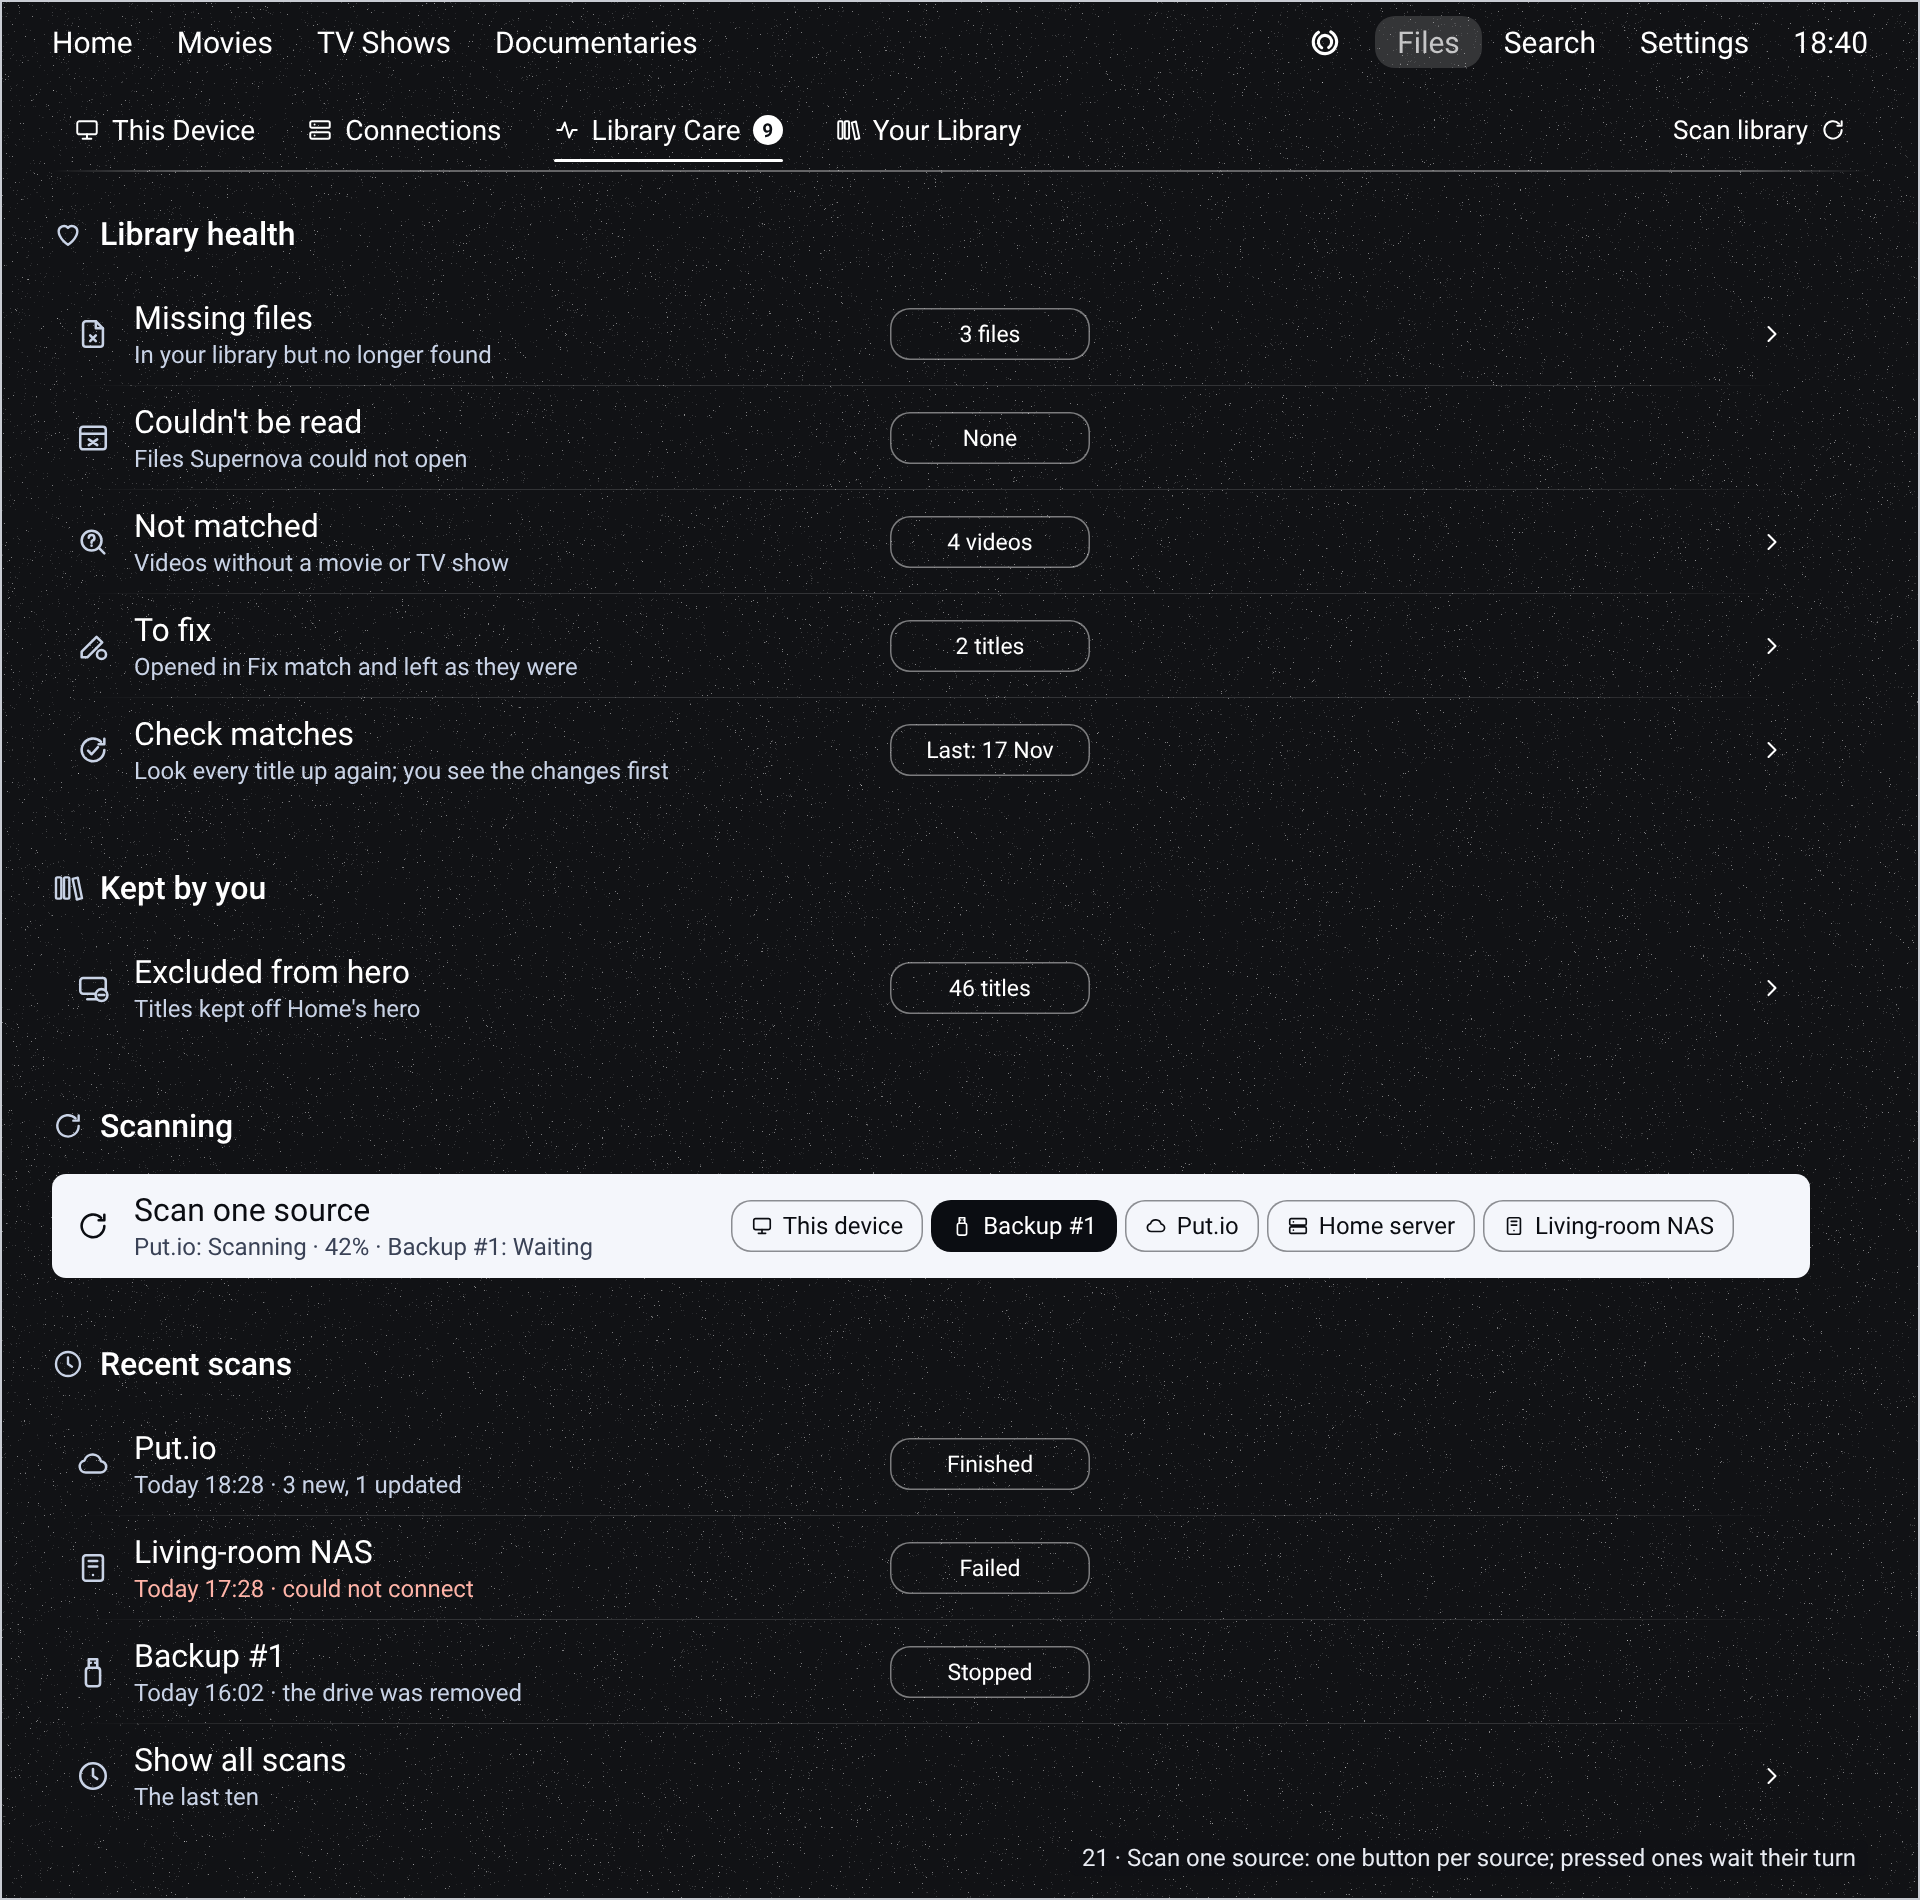 Home Movies TV Shows Documentaries Files Search Settings 18:40
This Device Connections Library Care 9 Your Library Scan library
Library health
Missing files
In your library but no longer found
3 files
Couldn't be read
Files Supernova could not open
None
Not matched
Videos without a movie or TV show
4 videos
To fix
Opened in Fix match and left as they were
2 titles
Check matches
Look every title up again; you see the changes first
Last: 17 Nov
Kept by you
Excluded from hero
Titles kept off Home's hero
46 titles
Scanning
Scan one source
Put.io: Scanning · 42% · Backup #1: Waiting
This device Backup #1 Put.io Home server Living-room NAS
Recent scans
Put.io
Today 18:28 · 3 new, 1 updated
Finished
Living-room NAS
Today 17:28 · could not connect
Failed
Backup #1
Today 16:02 · the drive was removed
Stopped
Show all scans
The last ten
21 · Scan one source: one button per source; pressed ones wait their turn